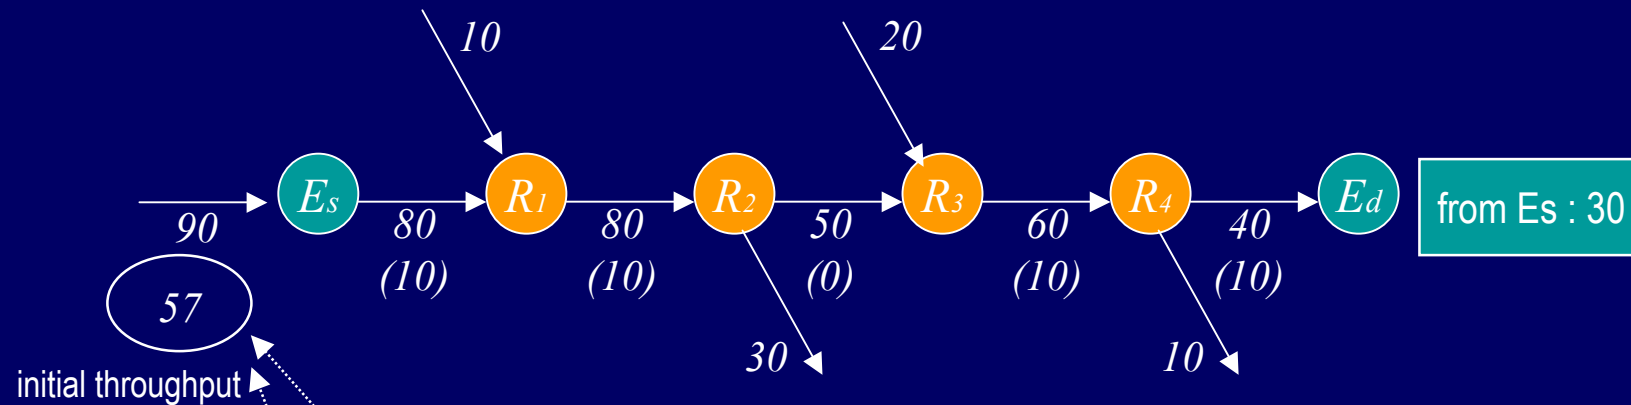 10
20
Es
R1
R2
R3
R4
Ed
from Es : 30
90
80
80
50
60
40
(10)
(10)
(0)
(10)
(10)
57
30
10
initial throughput